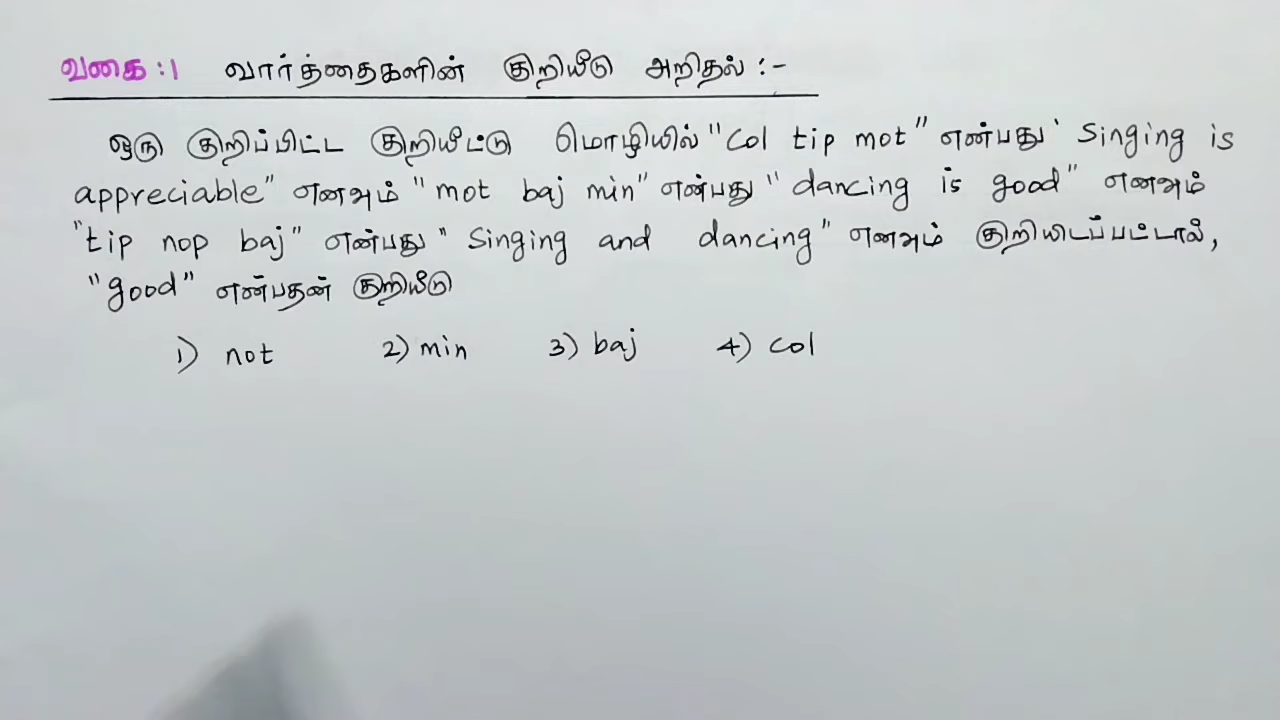 வகை :1 வார்த்தைகளின் குறியீடு அறிதல் :-
ஒரு குறிப்பிட்ட குறியீட்டு மொழியில் "col tip mot" என்பது ' Singing is
appreciable" எனவும் "mot baj min" என்பது "dancing is good" எனவும்
"tip nop baj" என்பது "Singing and dancing" எனவும் குறியிடப்பட்டால்,
"good" என்பதன் குறியீடு
1) not 2) min 3) baj 4) col